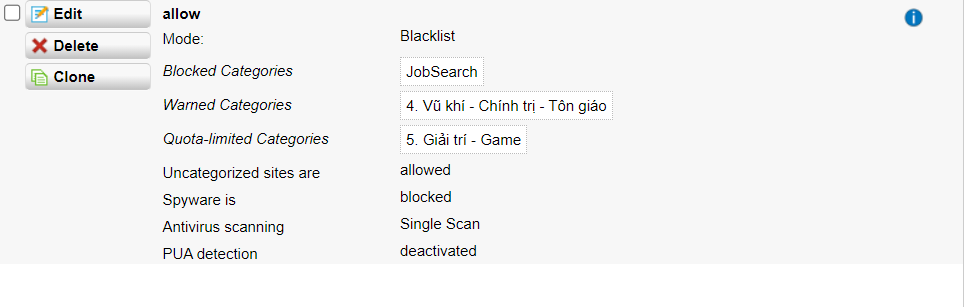 Edit
allow
Delete
Mode:
Blacklist
Clone
Blocked Categories
JobSearch
Warned Categories
4. Vũ khí - Chính trị - Tôn giáo
Quota-limited Categories
5. Giải trí - Game
Uncategorized sites are
allowed
Spyware is
blocked
Antivirus scanning
Single Scan
PUA detection
deactivated